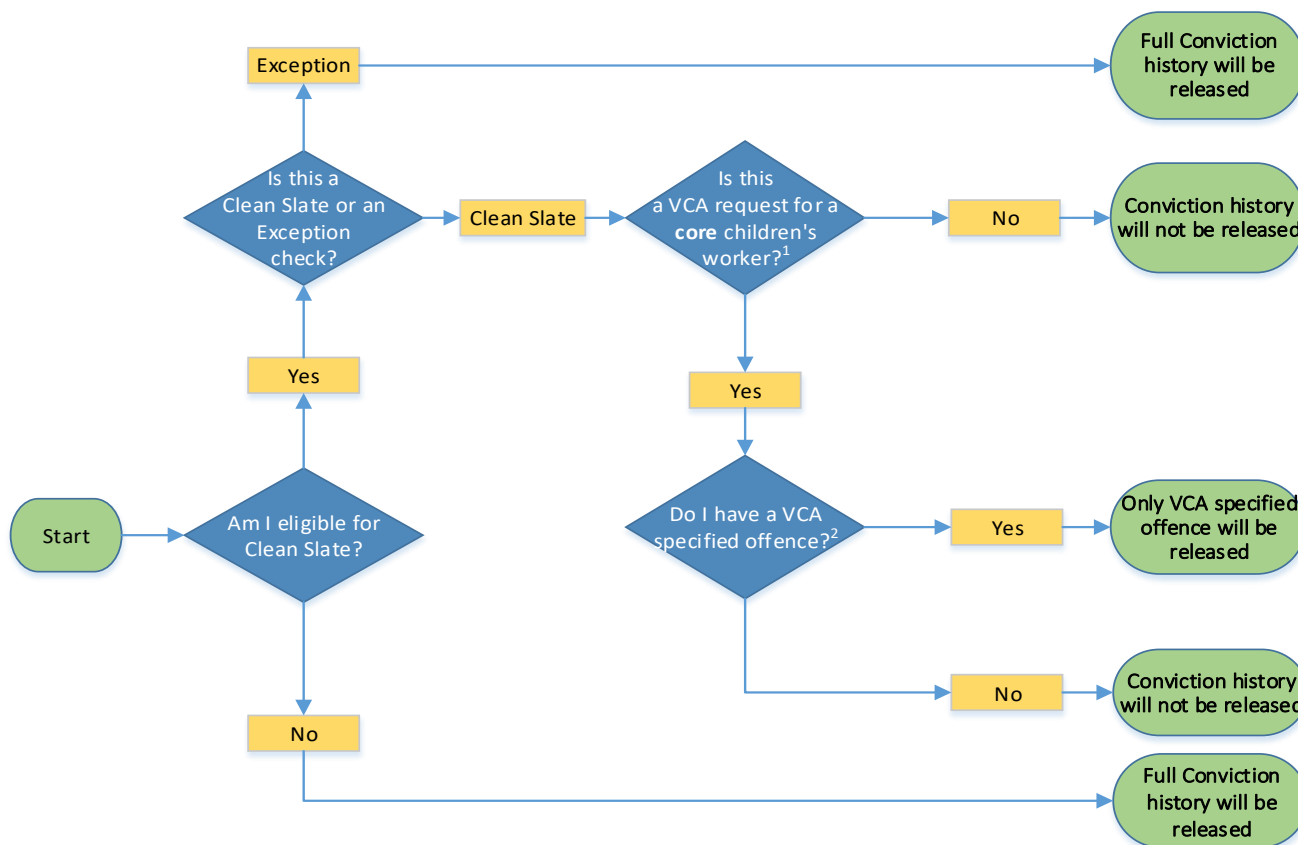 Exception
Full Conviction
history will be
released
Is this a
Clean Slate or an
Exception
check?
Clean Slate
Is this
a VCA request for a
core children's
worker?1
No
Conviction history
will not be released
Yes
Yes
Start
Am I eligible for
Clean Slate?
Do I have a VCA
specified offence?2
Yes
Only VCA specified
offence will be
released
No
Conviction history
will not be released
No
Full Conviction
history will be
released